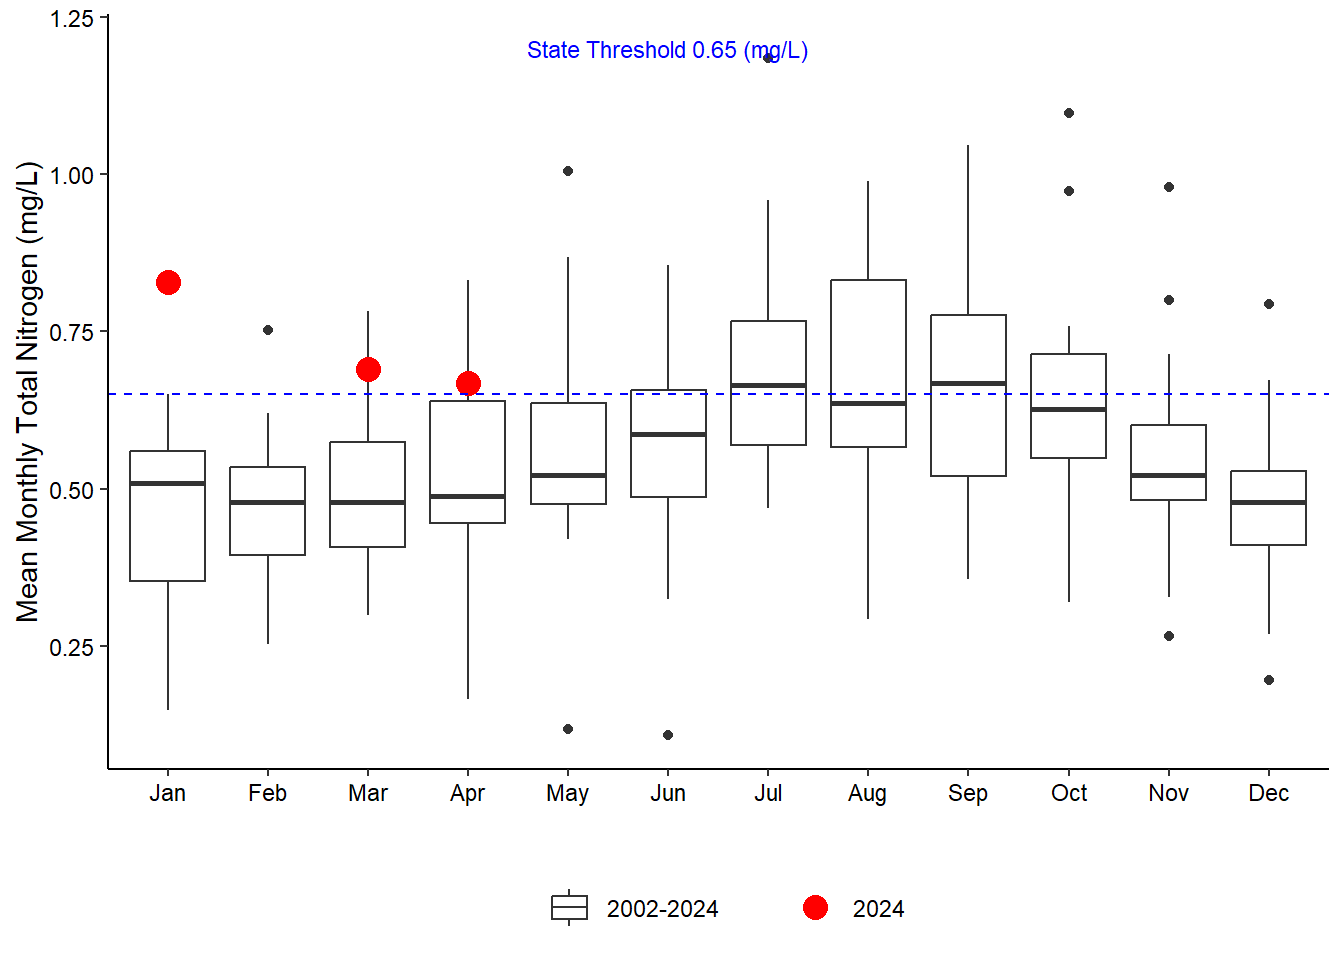 State Threshold 0.65 (mg/L)
Mean Monthly Total Nitrogen (mg/L)
1.25
1.00
0.75
0.50
0.25
Jan Feb Mar Apr May Jun Jul Aug Sep Oct Nov Dec
2002-2024 2024